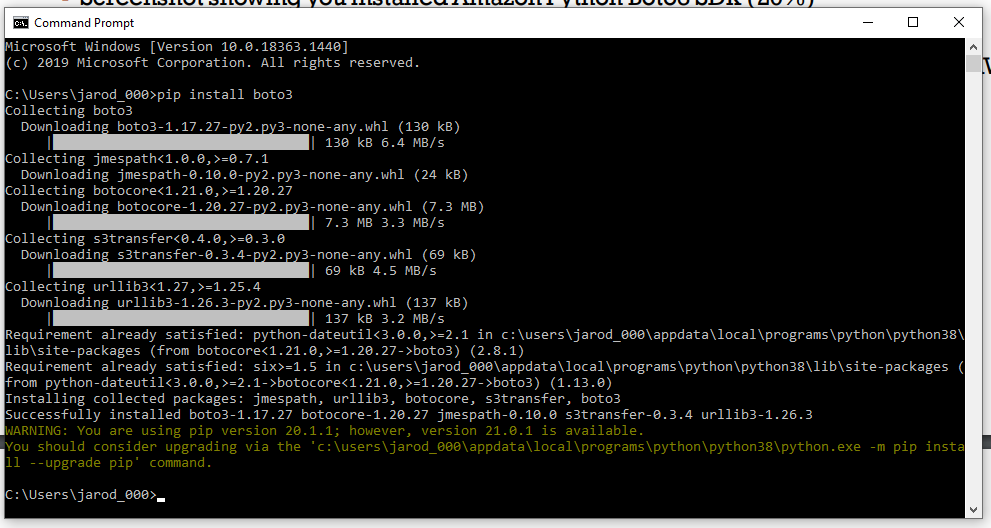 Screenshot showing you installed Amazon Python Boto3 SDK (20%)
Command Prompt
Microsoft Windows [Version 10.0.18363.1440]
(c) 2019 Microsoft Corporation. All rights reserved.
C:\Users\jarod_000>pip install boto3
Collecting boto3
Downloading boto3-1.17.27-py2.py3-none-any.whl (130 kB)
|████████████████████████████████| 130 kB 6.4 MB/s
Collecting jmespath<1.0.0,>=0.7.1
Downloading jmespath-0.10.0-py2.py3-none-any.whl (24 kB)
Collecting botocore<1.21.0,>=1.20.27
Downloading botocore-1.20.27-py2.py3-none-any.whl (7.3 MB)
|████████████████████████████████| 7.3 MB 3.3 MB/s
Collecting s3transfer<0.4.0,>=0.3.0
Downloading s3transfer-0.3.4-py2.py3-none-any.whl (69 kB)
|████████████████████████████████| 69 kB 4.5 MB/s
Collecting urllib3<1.27,>=1.25.4
Downloading urllib3-1.26.3-py2.py3-none-any.whl (137 kB)
|████████████████████████████████| 137 kB 3.2 MB/s
Requirement already satisfied: python-dateutil<3.0.0,>=2.1 in c:\users\jarod_000\appdata\local\programs\python\python38\
lib\site-packages (from botocore<1.21.0,>=1.20.27->boto3) (2.8.1)
Requirement already satisfied: six>=1.5 in c:\users\jarod_000\appdata\local\programs\python\python38\lib\site-packages (
from python-dateutil<3.0.0,>=2.1->botocore<1.21.0,>=1.20.27->boto3) (1.13.0)
Installing collected packages: jmespath, urllib3, botocore, s3transfer, boto3
Successfully installed boto3-1.17.27 botocore-1.20.27 jmespath-0.10.0 s3transfer-0.3.4 urllib3-1.26.3
WARNING: You are using pip version 20.1.1; however, version 21.0.1 is available.
You should consider upgrading via the 'c:\users\jarod_000\appdata\local\programs\python\python38\python.exe -m pip insta
ll --upgrade pip' command.
C:\Users\jarod_000>